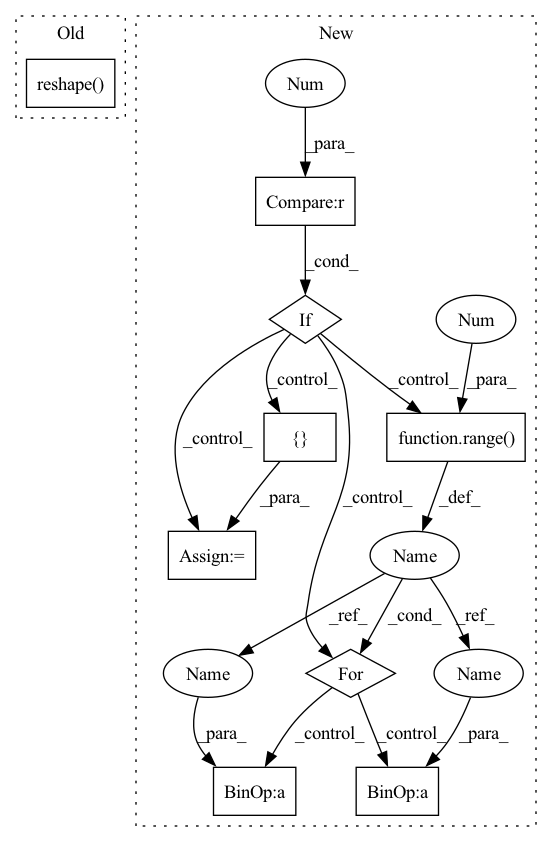 Old
New
reshape()
Num
_para_
Compare:r
_cond_
If
Num
_control_
_control_
_para_
_control_
{}
function.range()
_control_
_para_
_def_
Assign:=
Name
_ref_
_cond_
_ref_
Name
For
Name
_para_
_control_
_control_
_para_
BinOp:a
BinOp:a